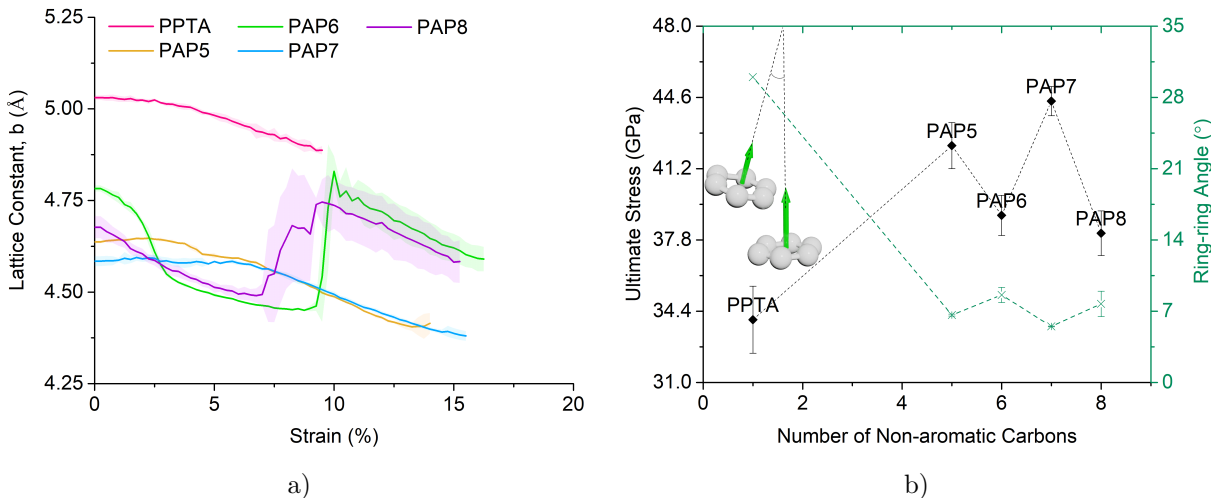 5.25
5.00
4.75
4.50
4.25
Lattice Constant, b (Å)
PPTA
PAP6
PAP8
PAP5
PAP7
0
5
10
15
20
Strain (%)
a)
48.0
44.6
41.2
37.8
34.4
31.0
Ultimate Stress (GPa)
PAP7
PAP5
PAP6
PAP8
PPTA
35
28
21
14
7
0
Ring-ring Angle (°)
0
2
4
6
8
Number of Non-aromatic Carbons
b)